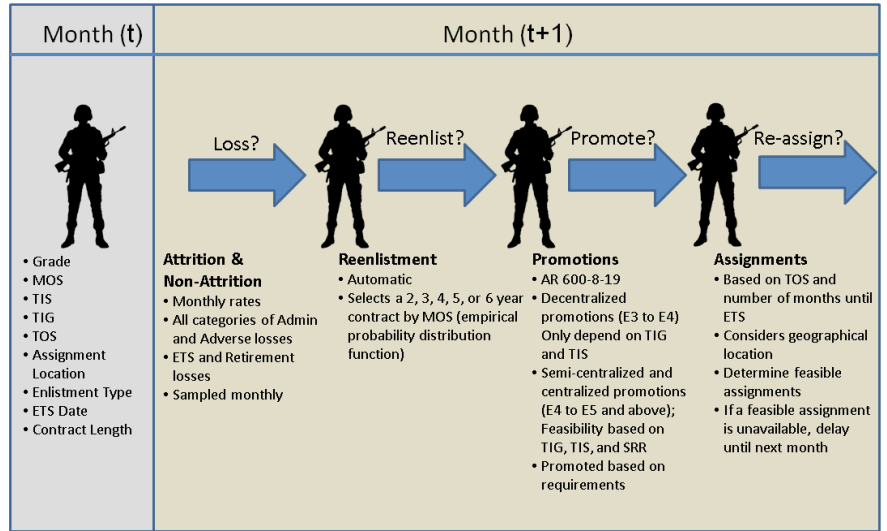 Month (t)
Month (t+1)
Loss?
Reenlist?
Promote?
Re-assign?
• Grade
• MOS
• TIS
• TIG
• TOS
• Assignment
Location
• Enlistment Type
• ETS Date
• Contract Length
Attrition &
Non-Attrition
• Monthly rates
• All categories of Admin
and Adverse losses
• ETS and Retirement
losses
• Sampled monthly
Reenlistment
• Automatic
• Selects a 2, 3, 4, 5, or 6 year
contract by MOS (empirical
probability distribution
function)
Promotions
• AR 600-8-19
• Decentralized
promotions (E3 to E4)
Only depend on TIG
and TIS
• Semi-centralized and
centralized promotions
(E4 to E5 and above);
Feasibility based on
TIG, TIS, and SRR
• Promoted based on
requirements
Assignments
• Based on TOS and
number of months until
ETS
• Considers geographical
location
• Determine feasible
assignments
• If a feasible assignment
is unavailable, delay
until next month